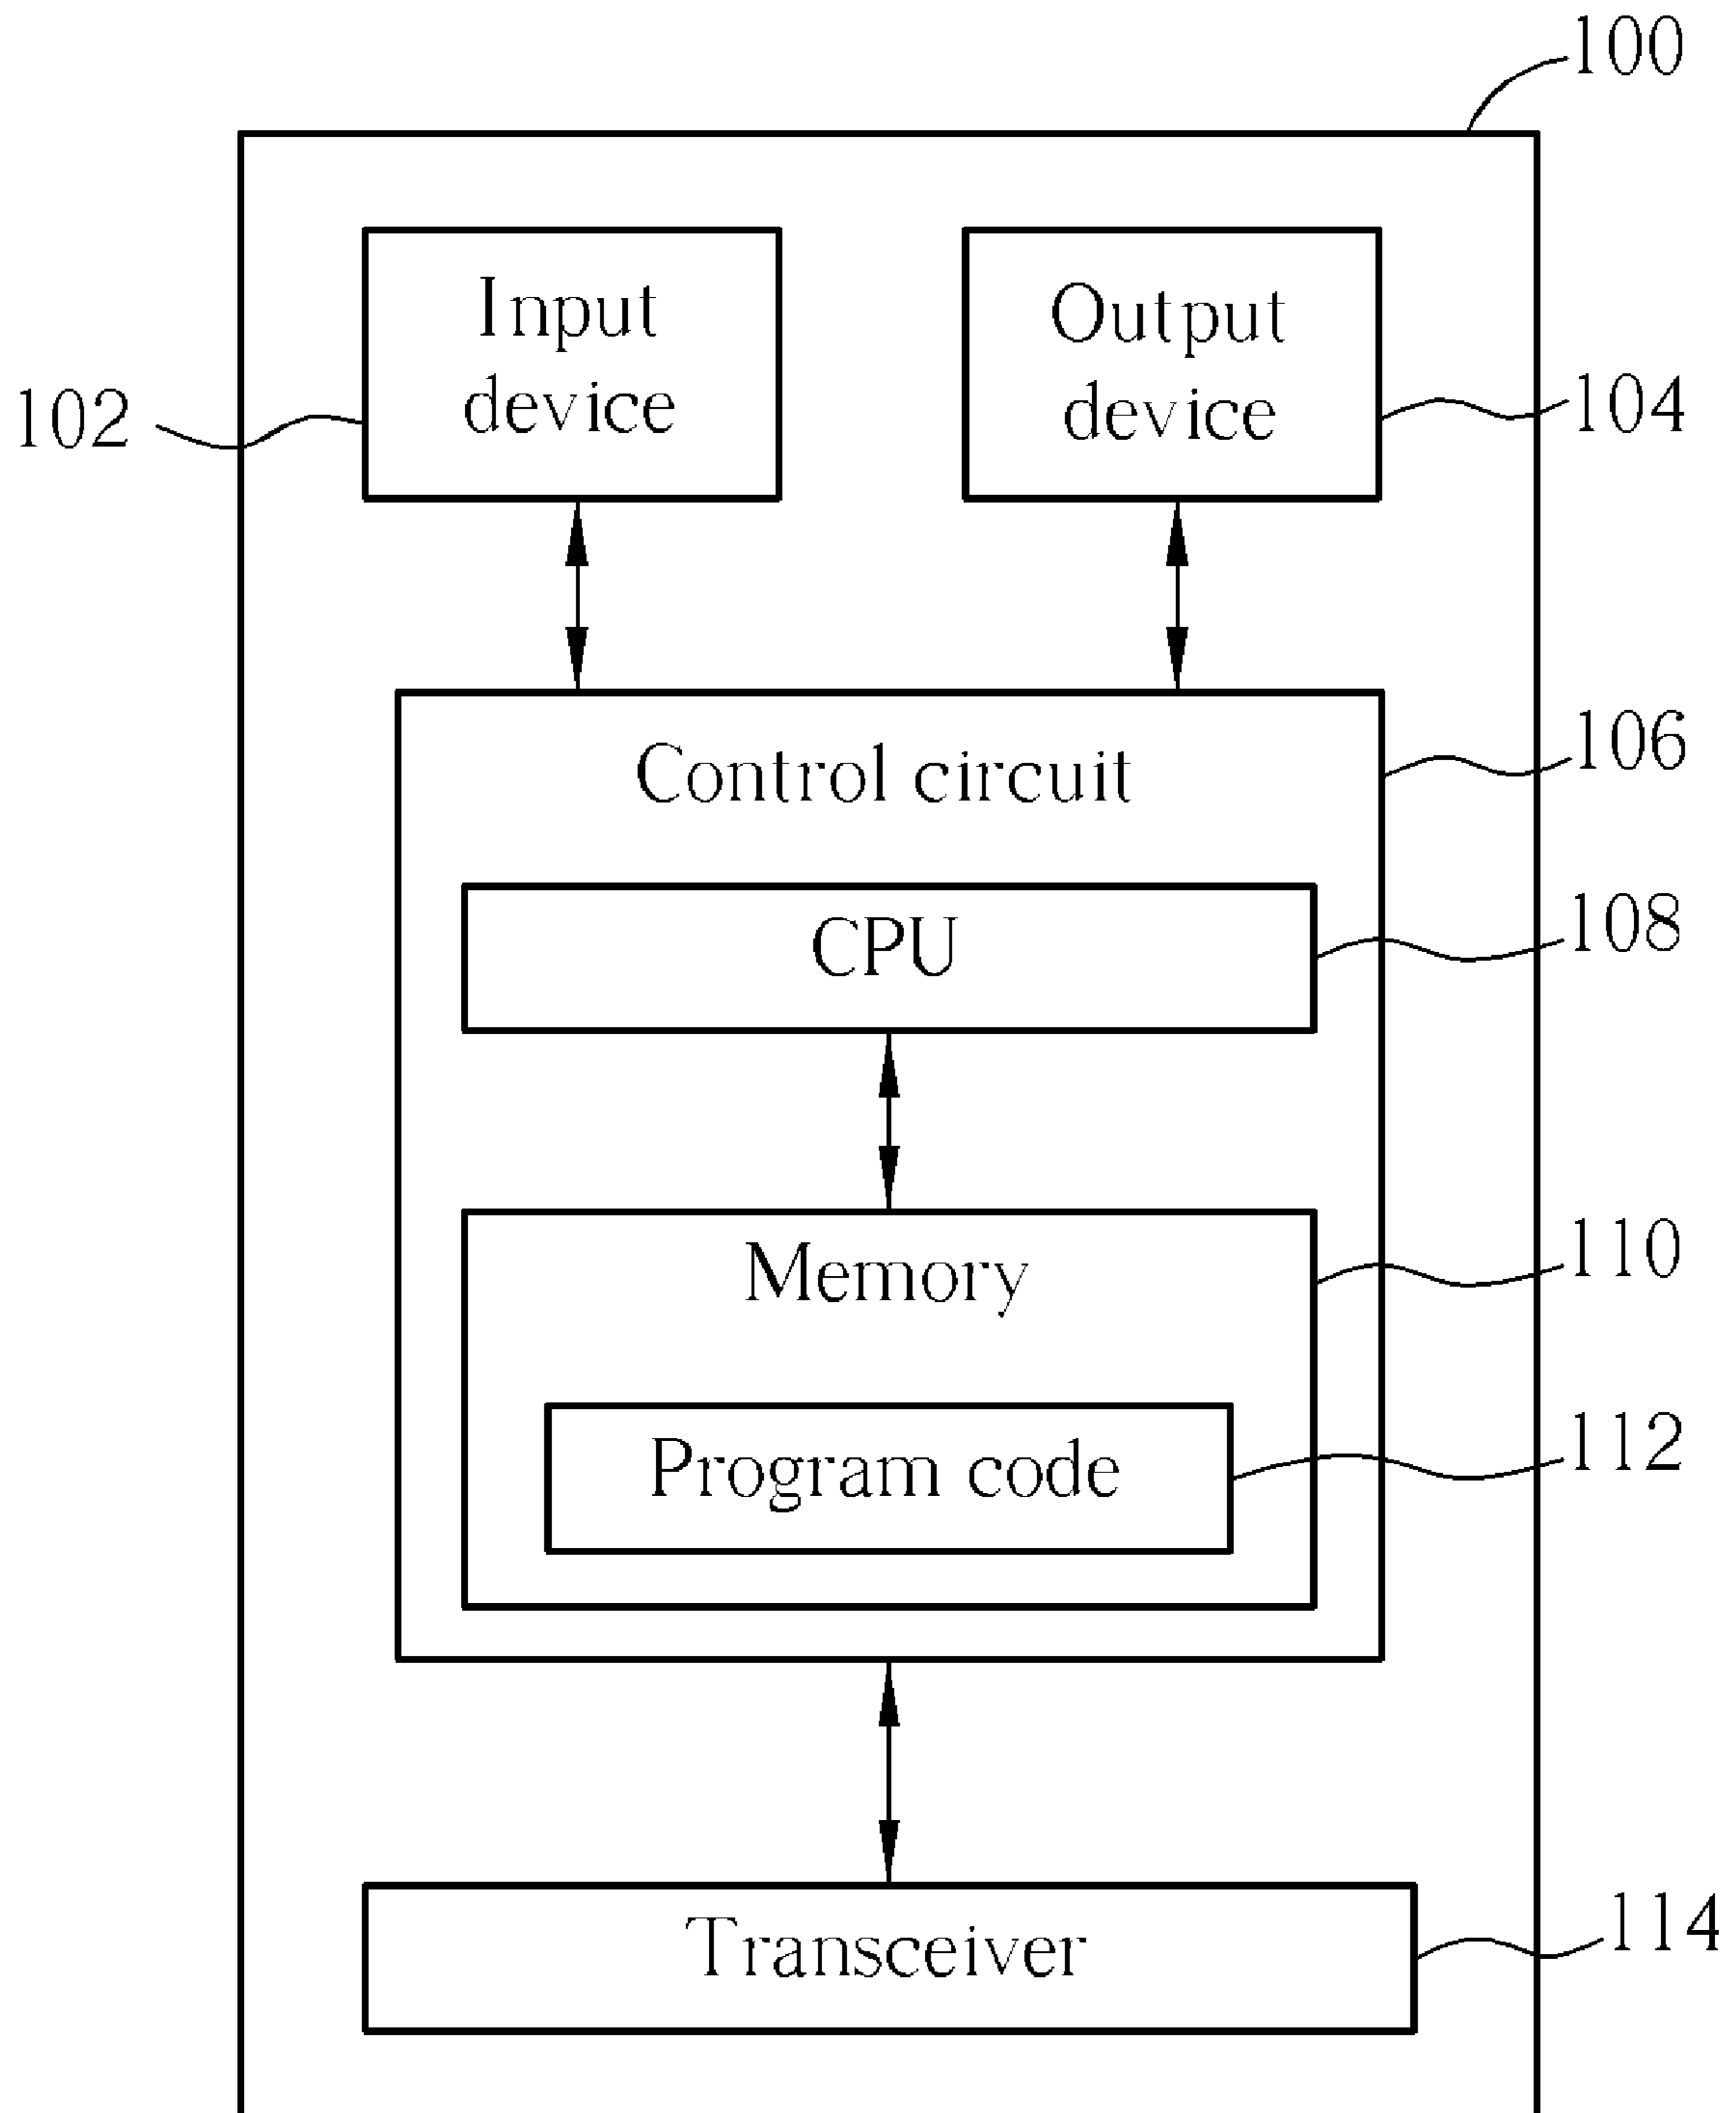 100
Input
device
Output
device
102
104
Control circuit
106
CPU
108
Memory
110
Program code
112
Transceiver
114